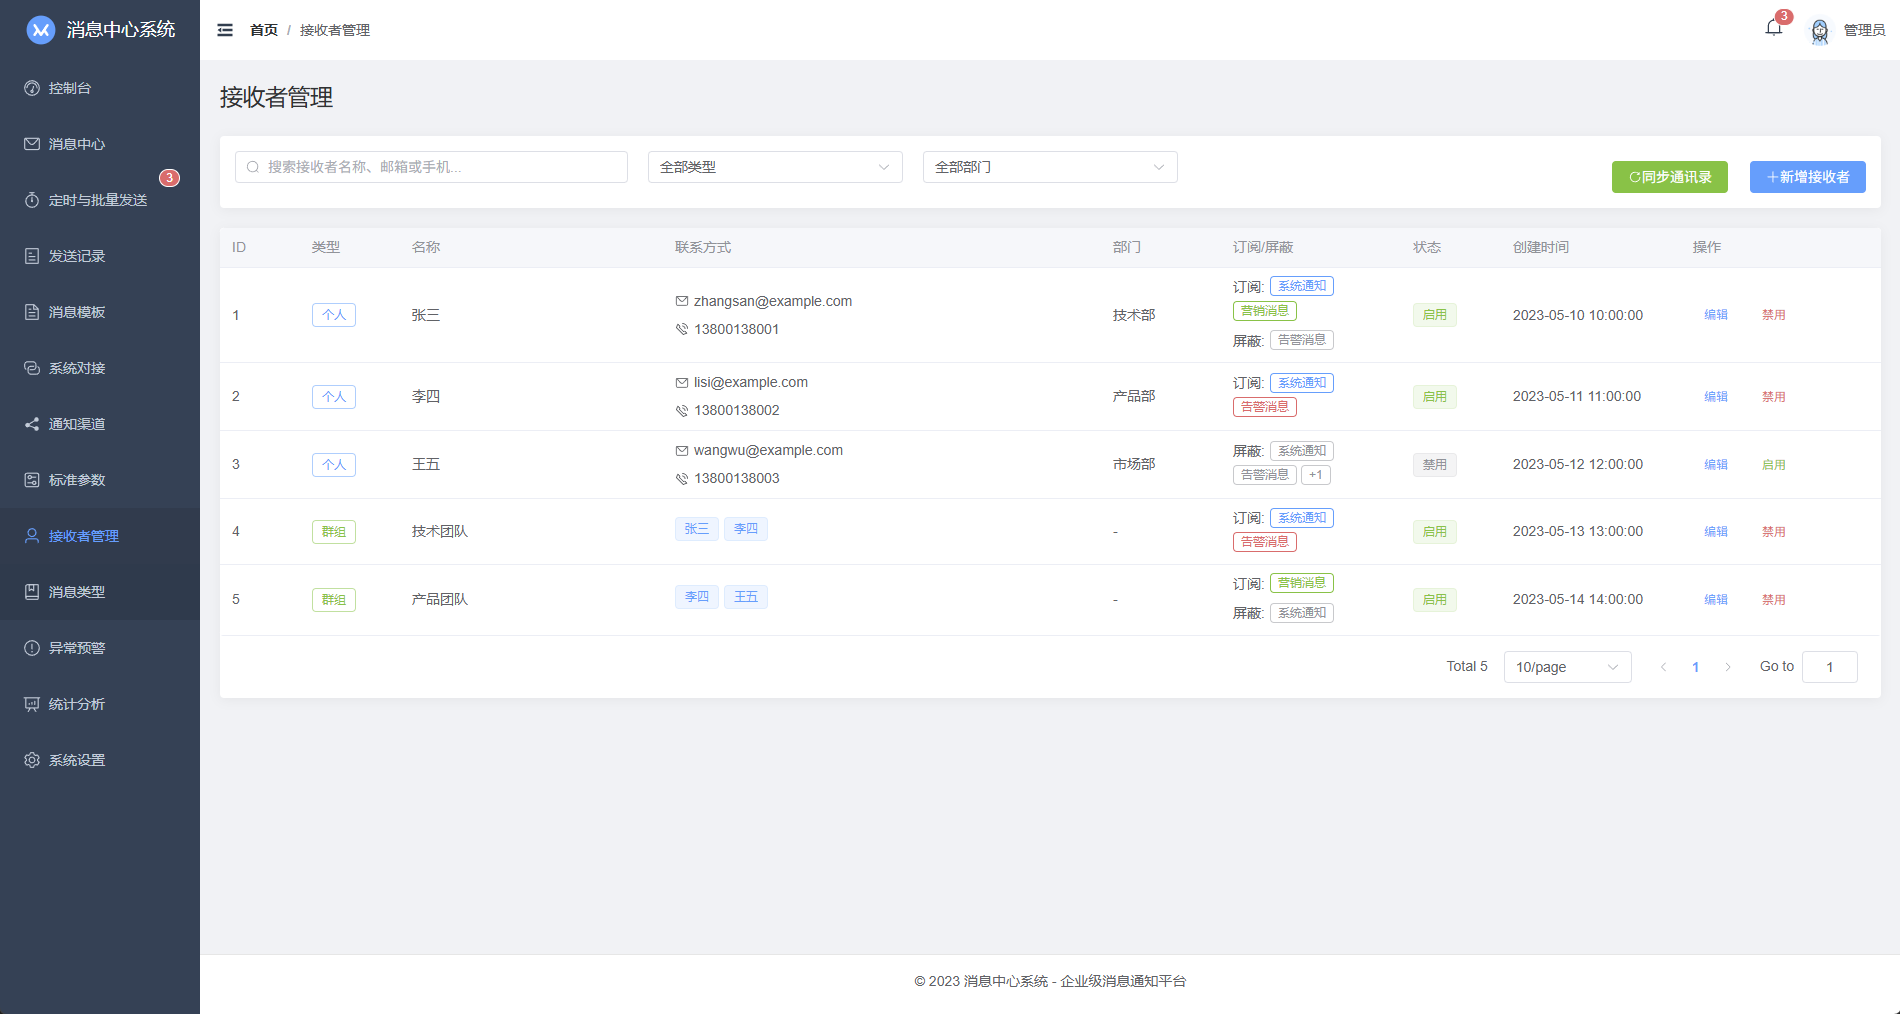 消息中心系统
控制台
消息中心
3
定时与批量发送
发送记录
消息模板
系统对接
通知渠道
标准参数
接收者管理
消息类型
异常预警
统计分析
系统设置
首页 / 接收者管理
3
管理员
接收者管理
搜索接收者名称、邮箱或手机...
全部类型
全部部门
同步通讯录
新增接收者
ID 类型 名称 联系方式 部门 订阅/屏蔽 状态 创建时间 操作
1 个人 张三 zhangsan@example.com 13800138001 技术部 订阅: 系统通知 营销消息 屏蔽: 告警消息 启用 2023-05-10 10:00:00 编辑 禁用
2 个人 李四 lisi@example.com 13800138002 产品部 订阅: 系统通知 告警消息 启用 2023-05-11 11:00:00 编辑 禁用
3 个人 王五 wangwu@example.com 13800138003 市场部 屏蔽: 系统通知 告警消息 +1 禁用 2023-05-12 12:00:00 编辑 启用
4 群组 技术团队 张三 李四 - 订阅: 系统通知 告警消息 启用 2023-05-13 13:00:00 编辑 禁用
5 群组 产品团队 李四 王五 - 订阅: 营销消息 屏蔽: 系统通知 启用 2023-05-14 14:00:00 编辑 禁用
Total 5 10/page 1 Go to 1
© 2023 消息中心系统 - 企业级消息通知平台